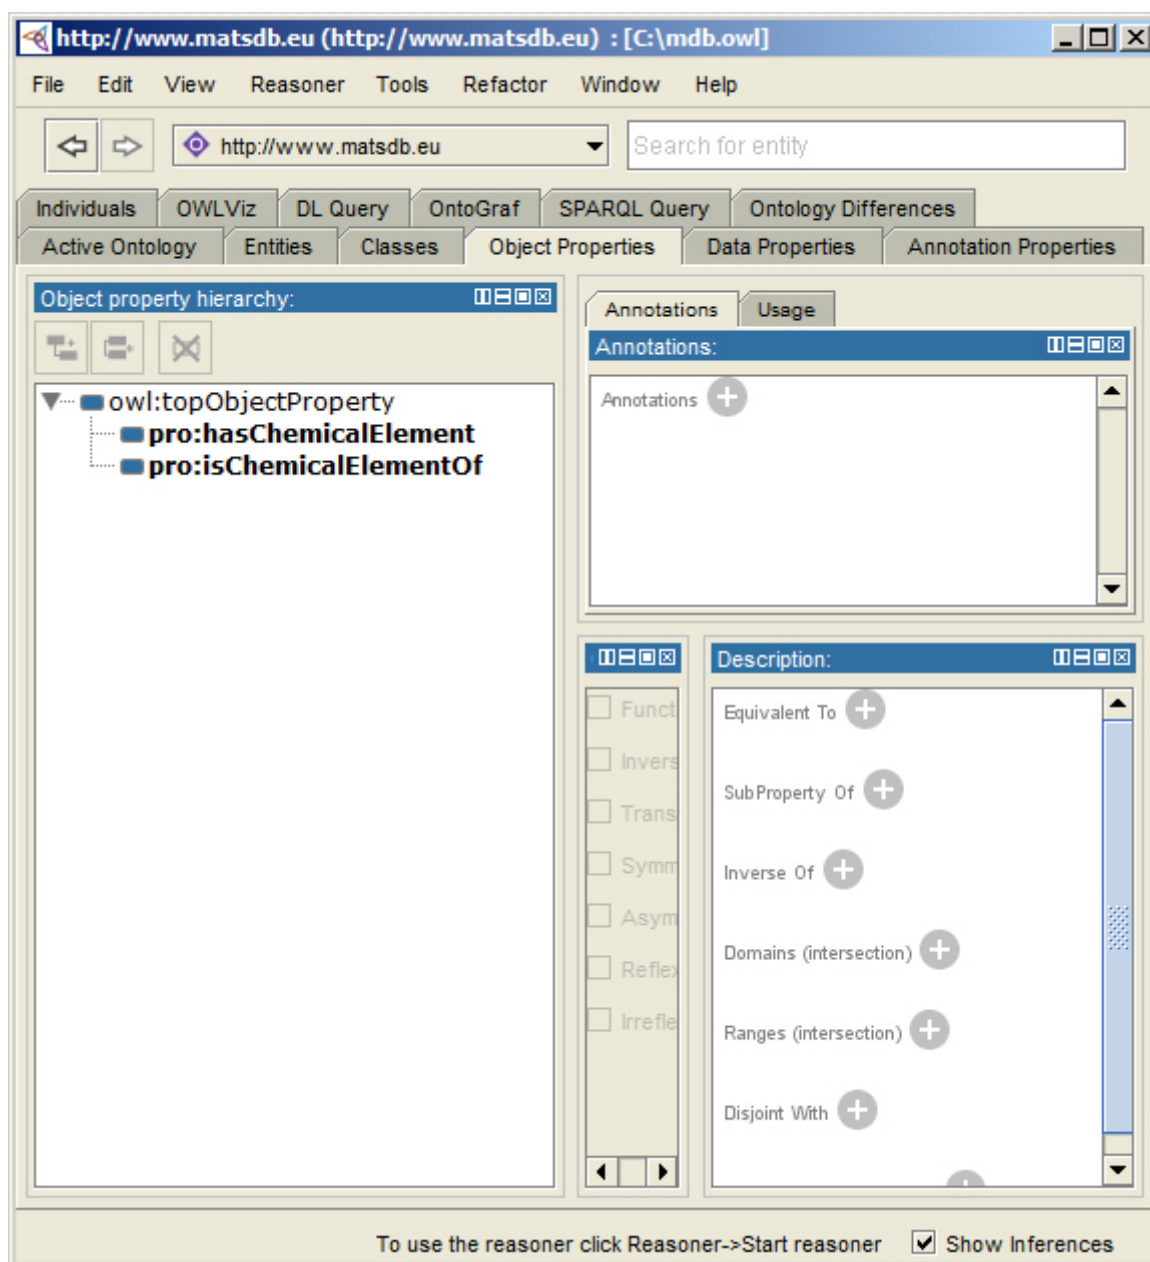 http://www.matsdb.eu (http://www.matsdb.eu) : [C:\mdb.owl]
File Edit View Reasoner Tools Refactor Window Help
http://www.matsdb.eu
Search for entity
Individuals OWLViz DL Query OntoGraf SPARQL Query Ontology Differences
Active Ontology Entities Classes Object Properties Data Properties Annotation Properties
Object property hierarchy:
owl:topObjectProperty
pro:hasChemicalElement
pro:isChemicalElementOf
Annotations Usage
Annotations:
Annotations
Funct
Invers
Trans
Symm
Asym
Reflex
Irrefle
Description:
Equivalent To
SubProperty Of
Inverse Of
Domains (intersection)
Ranges (intersection)
Disjoint With
To use the reasoner click Reasoner->Start reasoner Show Inferences